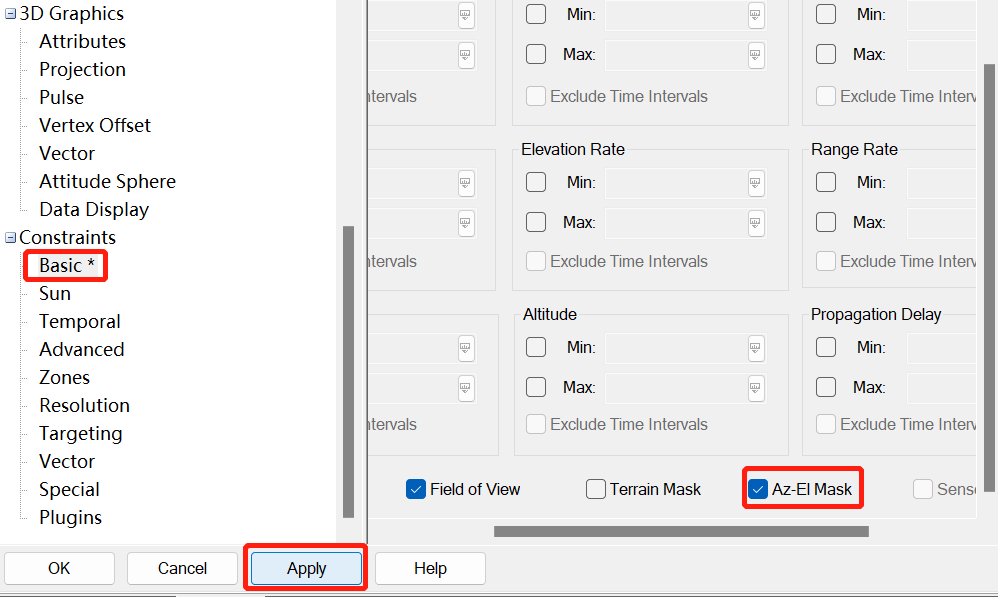 3D Graphics
Attributes
Projection
Pulse
Vertex Offset
Vector
Attitude Sphere
Data Display
Constraints
Basic *
Sun
Temporal
Advanced
Zones
Resolution
Targeting
Vector
Special
Plugins
Min:
Min:
Max:
Max:
ntervals
Exclude Time Intervals
Exclude Time Interv
Elevation Rate
Range Rate
Min:
Min:
Max:
Max:
ntervals
Exclude Time Intervals
Exclude Time Interv
Altitude
Propagation Delay
Min:
Min:
Max:
Max:
ntervals
Exclude Time Intervals
Exclude Time Interv
Field of View
Terrain Mask
Az-El Mask
Sens
OK
Cancel
Apply
Help